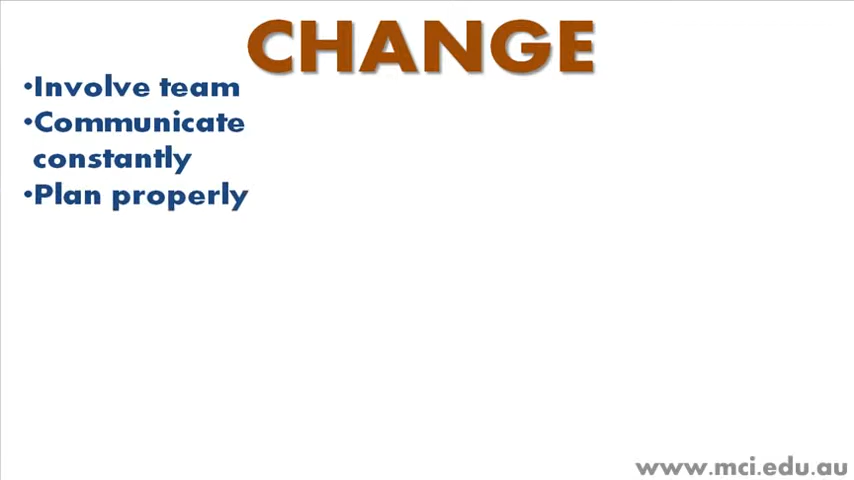 CHANGE
•Involve team
•Communicate
constantly
•Plan properly
www.mci.edu.au